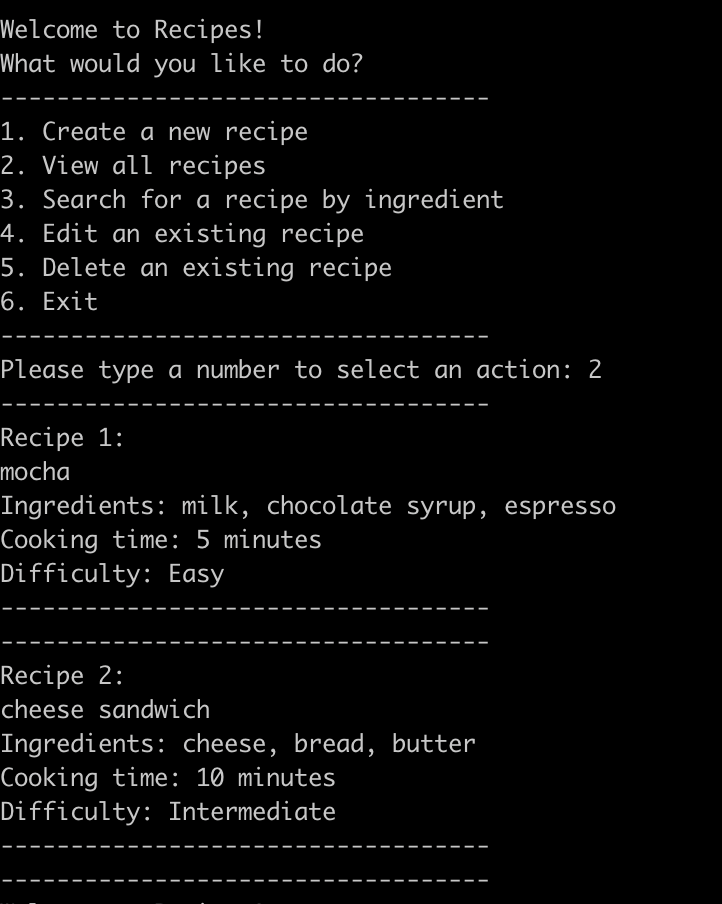 Welcome to Recipes!
What would you like to do?
-----------------------------------
1. Create a new recipe
2. View all recipes
3. Search for a recipe by ingredient
4. Edit an existing recipe
5. Delete an existing recipe
6. Exit
-----------------------------------
Please type a number to select an action: 2
-----------------------------------
Recipe 1:
mocha
Ingredients: milk, chocolate syrup, espresso
Cooking time: 5 minutes
Difficulty: Easy
-----------------------------------
-----------------------------------
Recipe 2:
cheese sandwich
Ingredients: cheese, bread, butter
Cooking time: 10 minutes
Difficulty: Intermediate
-----------------------------------
-----------------------------------